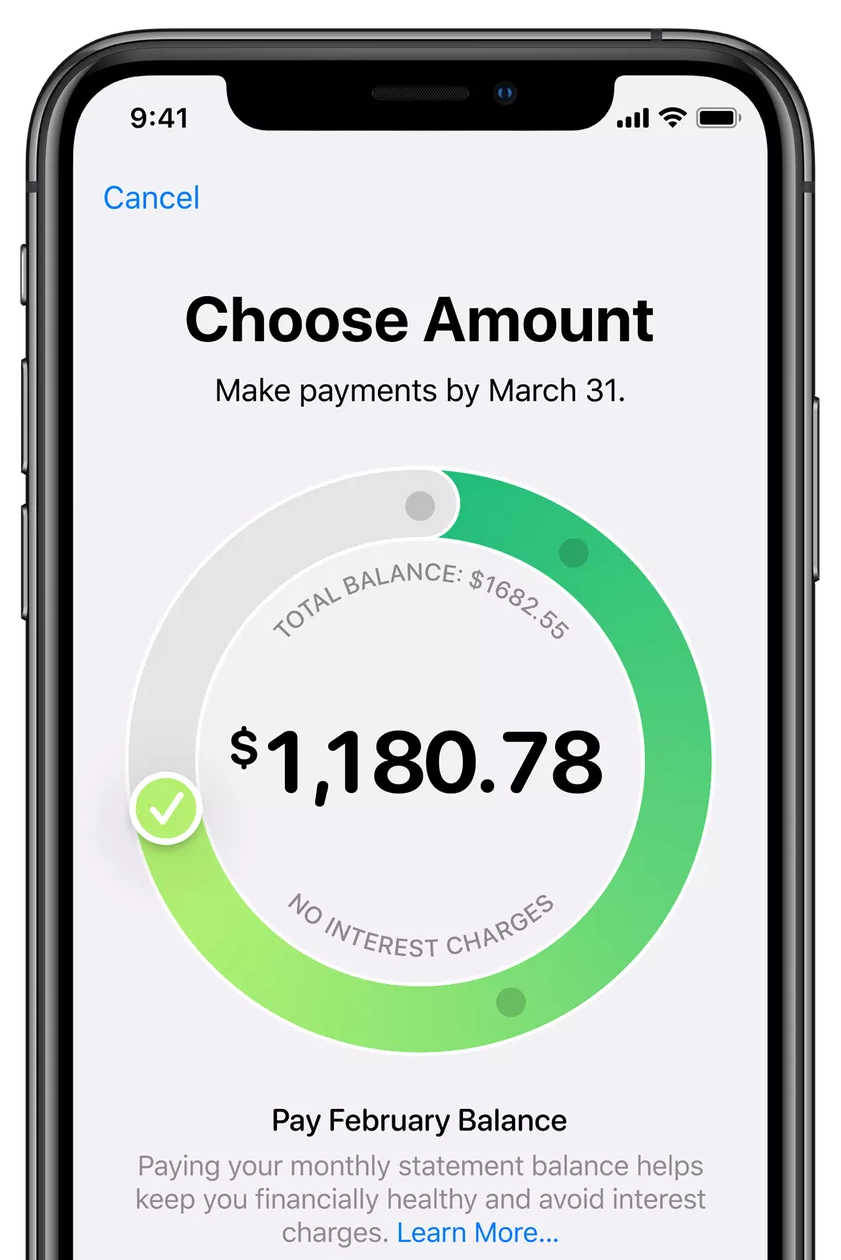 9:41
Cancel
Choose Amount
Make payments by March 31.
TOTAL BALANCE: $1682.55
$1,180.78
NO INTEREST CHARGES
Pay February Balance
Paying your monthly statement balance helps
keep you financially healthy and avoid interest
charges. Learn More...